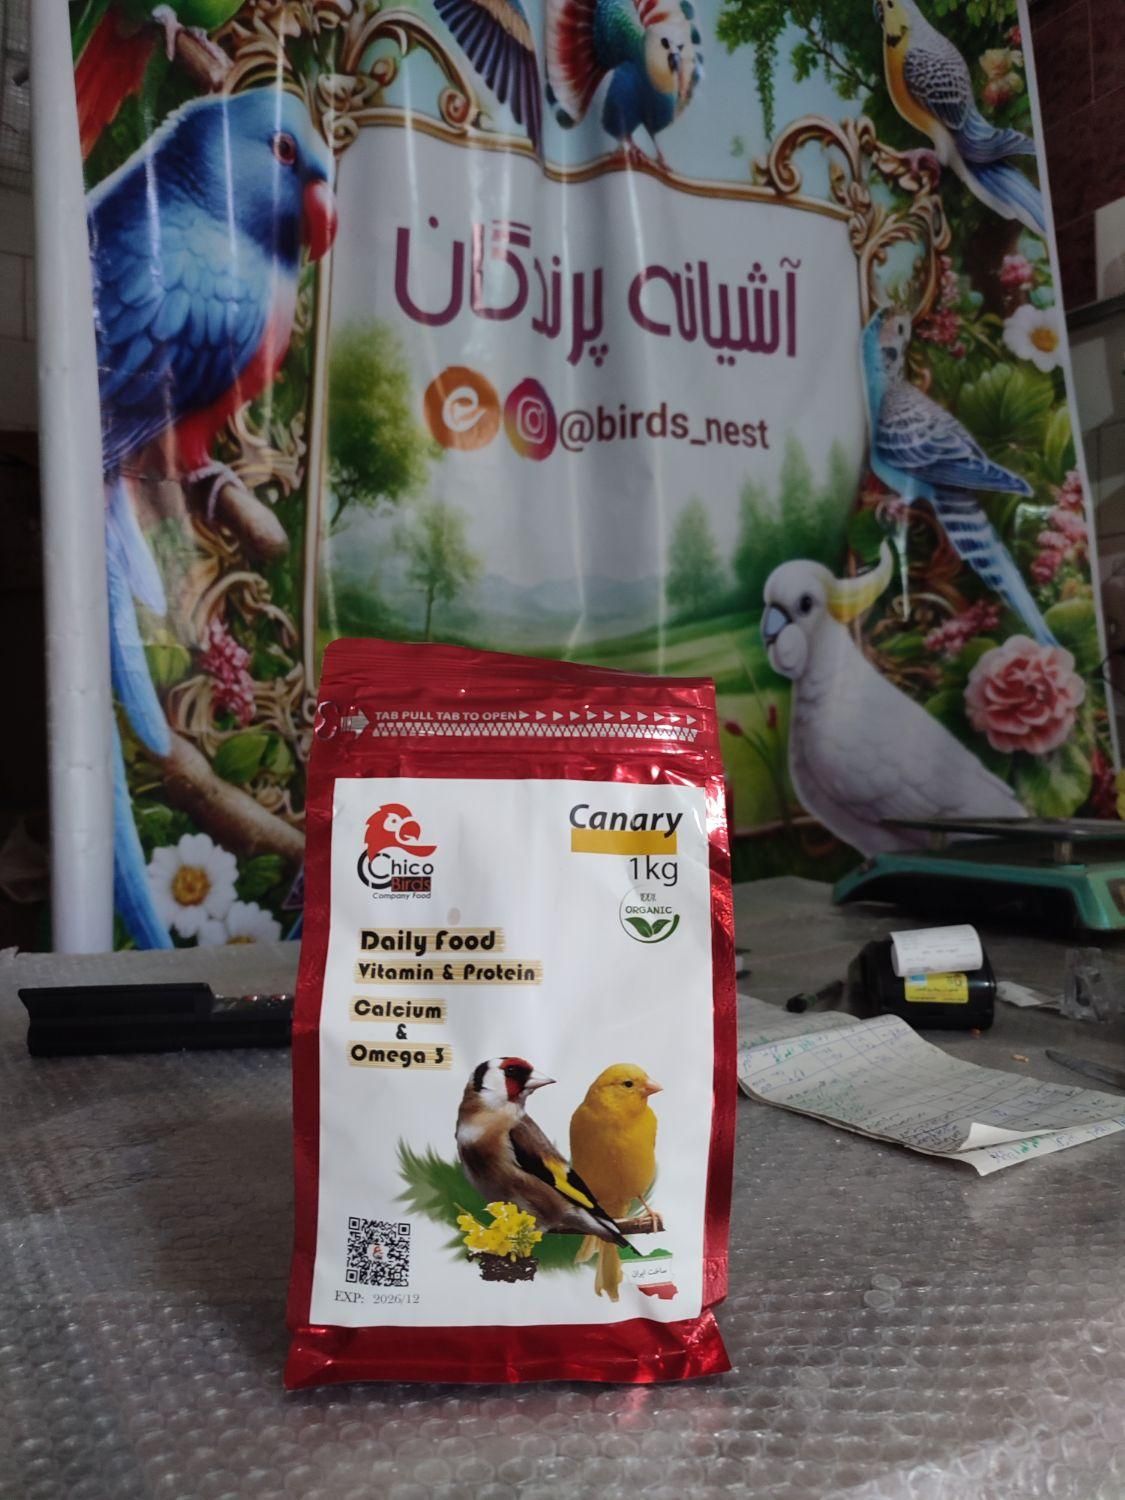 آشیانه پرندگان
@birds_nest
TAB PULL TAB TO OPEN
Chico
Birds
Company Food
Canary
1kg
100%
ORGANIC
Daily Food
Vitamin & Protein
Calcium
&
Omega 3
ساخت ایران
EXP: 2026/12